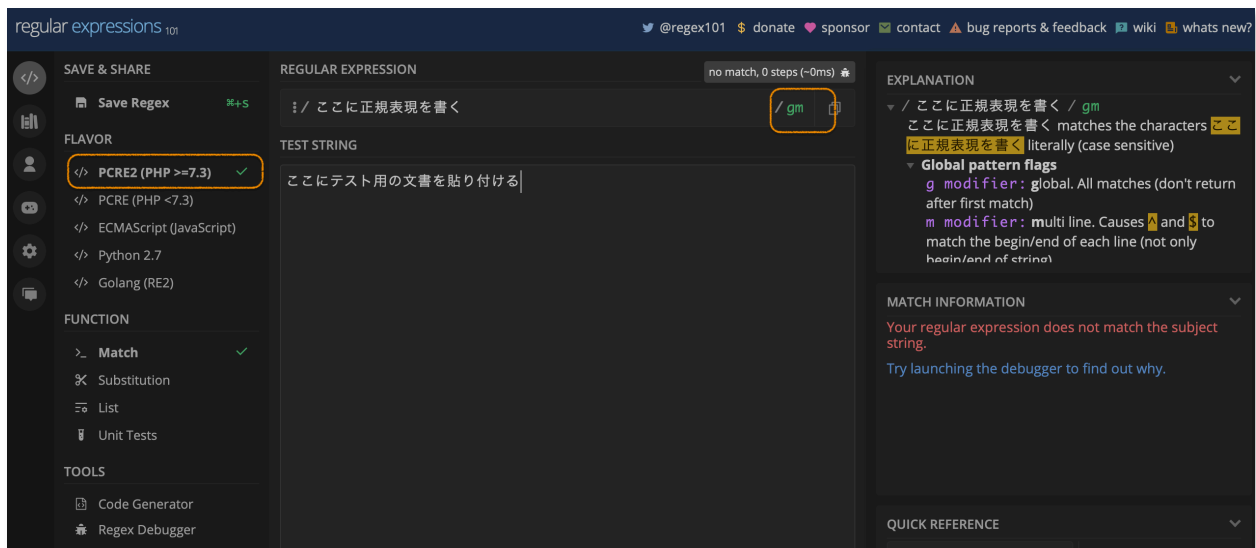 regular expressions 101
@regex101 $ donate sponsor contact bug reports & feedback wiki whats new?
SAVE & SHARE
Save Regex ⌘+S
FLAVOR
</> PCRE2 (PHP >=7.3)
</> PCRE (PHP <7.3)
</> ECMAScript (JavaScript)
</> Python 2.7
</> Golang (RE2)
FUNCTION
>_ Match
Substitution
List
Unit Tests
TOOLS
Code Generator
Regex Debugger
REGULAR EXPRESSION
no match, 0 steps (~0ms)
/ ここに正規表現を書く / gm
TEST STRING
ここにテスト用の文書を貼り付ける
EXPLANATION
/ ここに正規表現を書く / gm
ここに正規表現を書く matches the characters ここ
に正規表現を書く literally (case sensitive)
Global pattern flags
g modifier: global. All matches (don't return
after first match)
m modifier: multi line. Causes ^ and $ to
match the begin/end of each line (not only
begin/end of string)
MATCH INFORMATION
Your regular expression does not match the subject
string.
Try launching the debugger to find out why.
QUICK REFERENCE